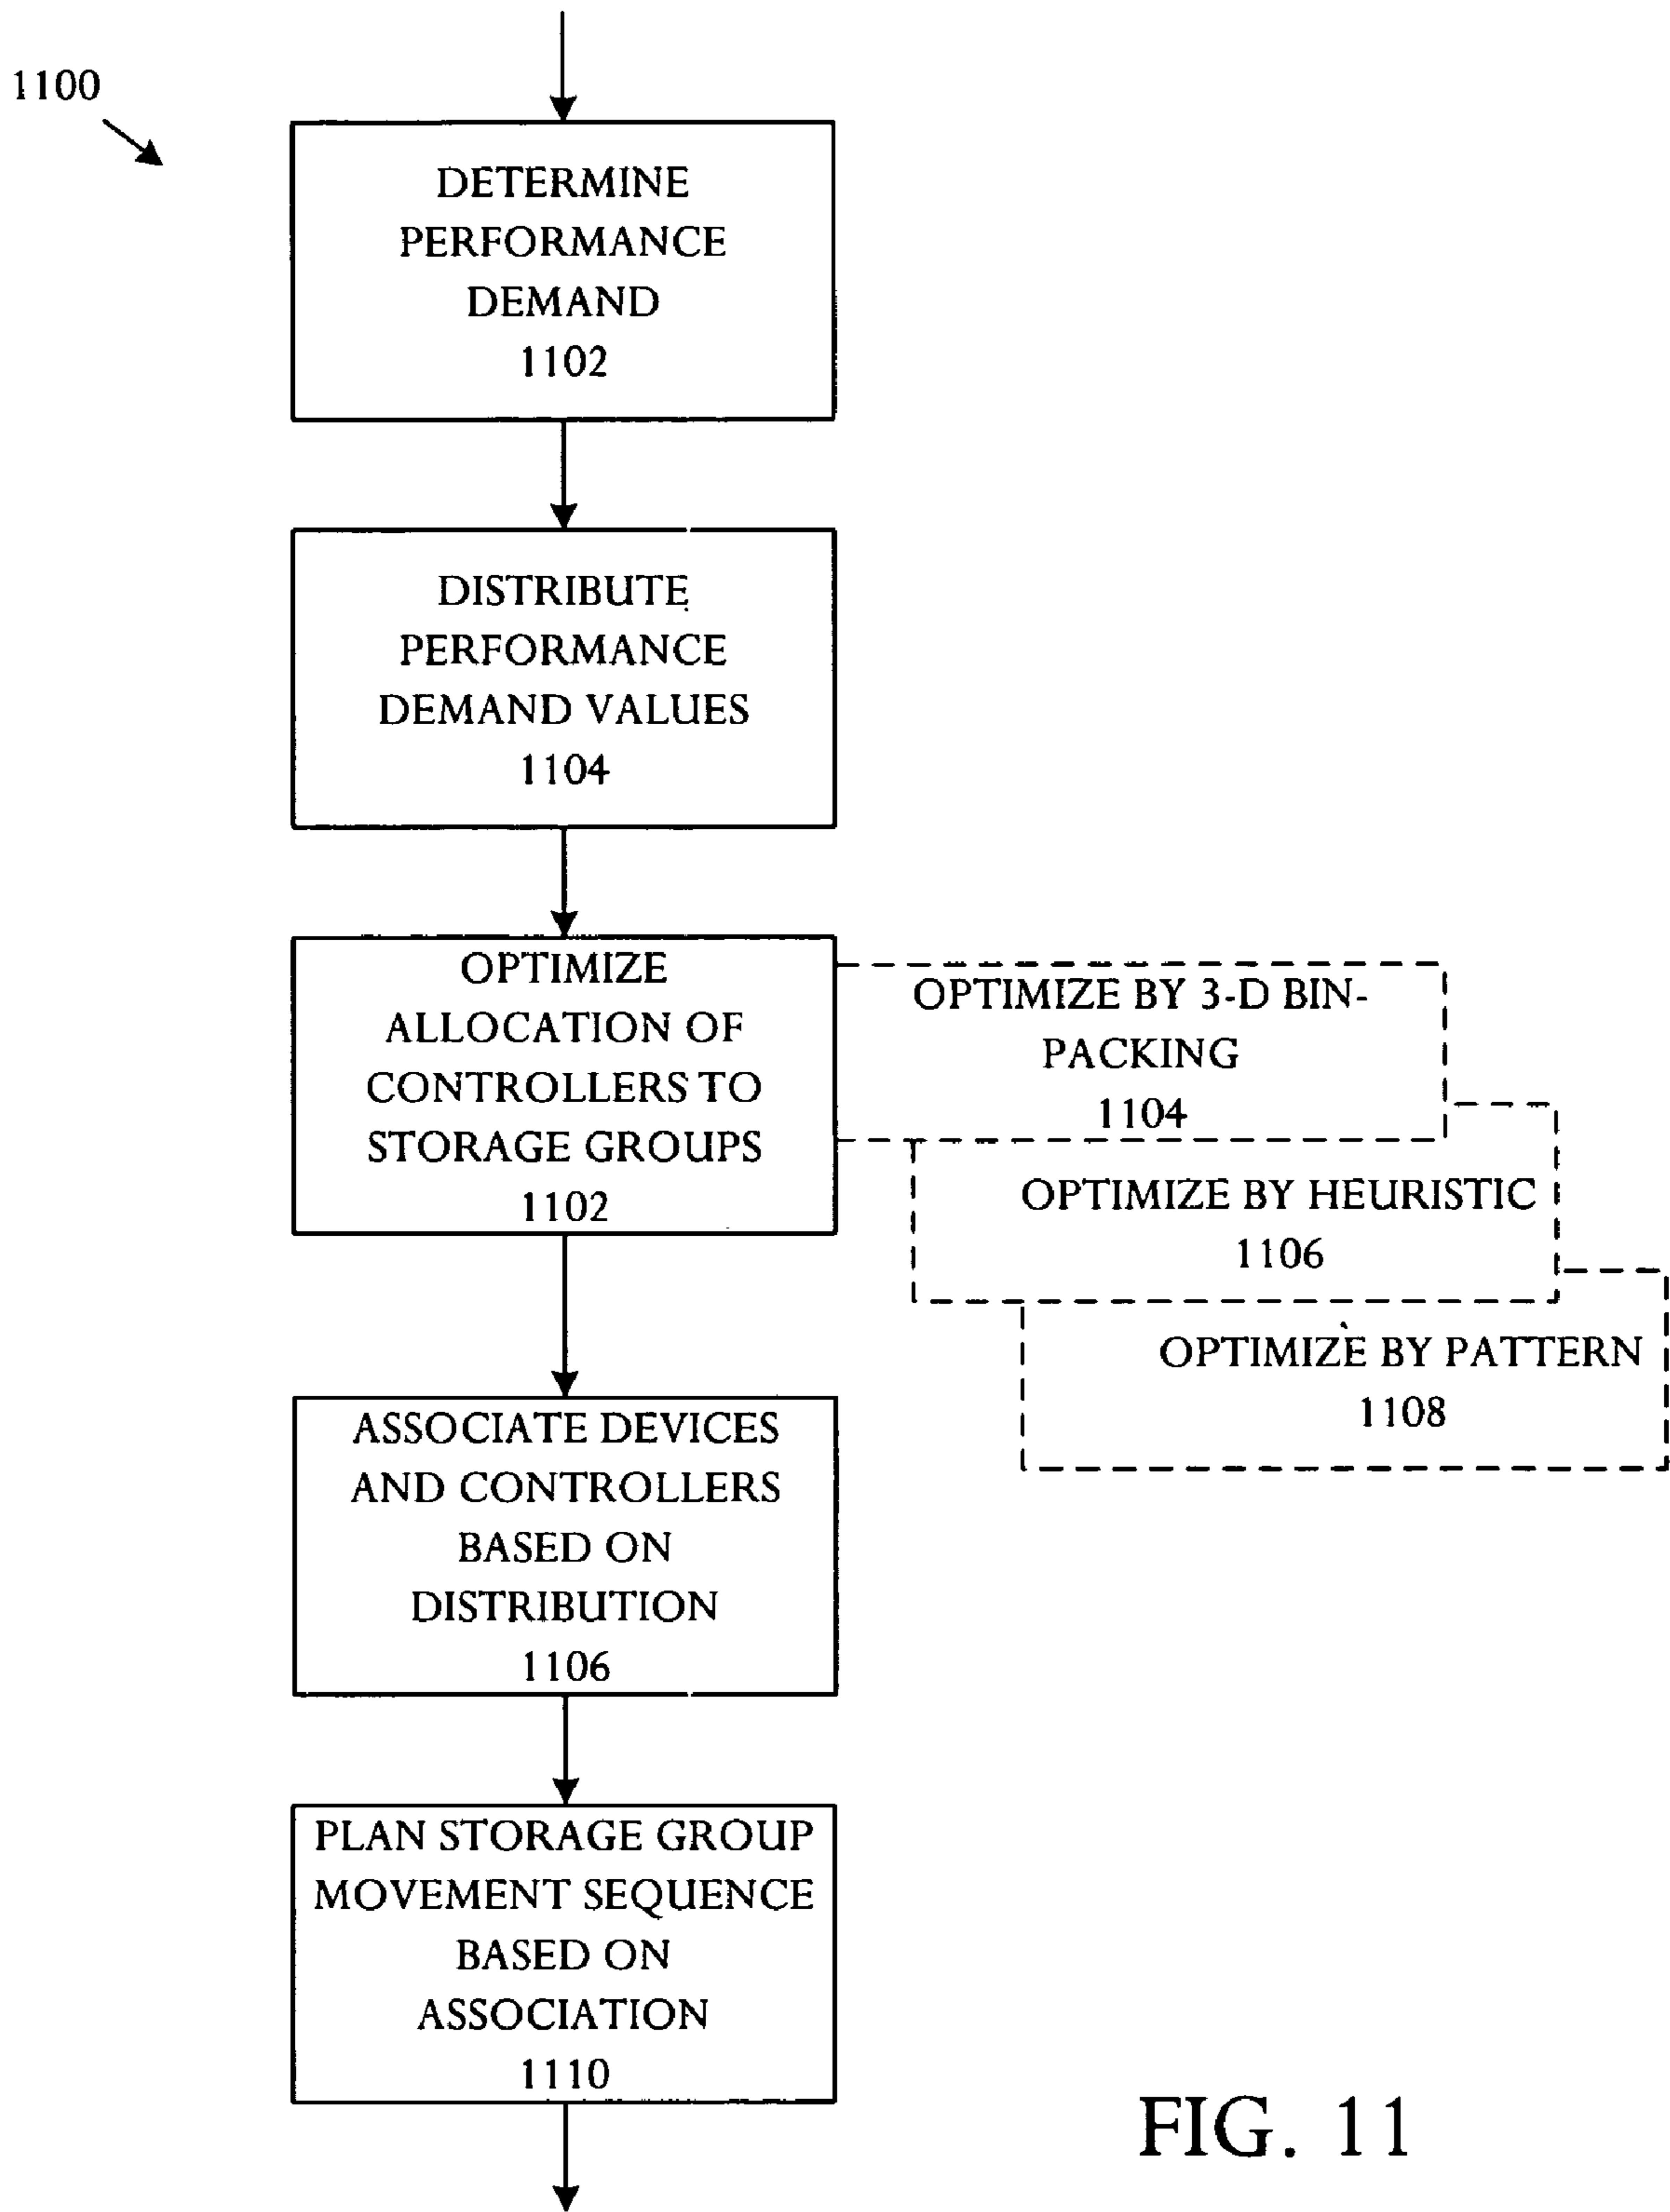 1100
DETERMINE
PERFORMANCE
DEMAND
1102
DISTRIBUTE
PERFORMANCE
DEMAND VALUES
1104
OPTIMIZE
ALLOCATION OF
CONTROLLERS TO
STORAGE GROUPS
1102
OPTIMIZE BY 3-D BIN-
PACKING
1104
OPTIMIZE BY HEURISTIC
1106
OPTIMIZE BY PATTERN
1108
ASSOCIATE DEVICES
AND CONTROLLERS
BASED ON
DISTRIBUTION
1106
PLAN STORAGE GROUP
MOVEMENT SEQUENCE
BASED ON
ASSOCIATION
1110
FIG. 11